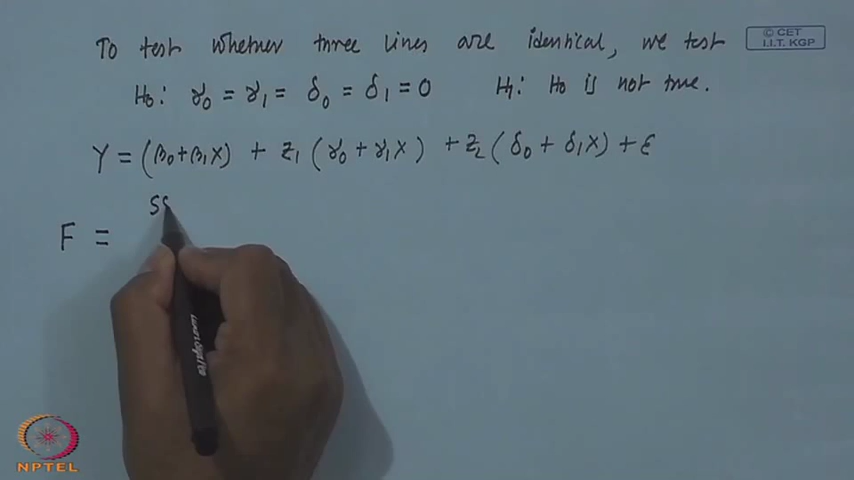 To test whether three lines are identical, we test
© CET
I.I.T. KGP
H₀: γ₀ = γ₁ = δ₀ = δ₁ = 0 H₁: H₀ is not true.
Y = (β₀+β₁X) + Z₁ (γ₀+γ₁X) + Z₂ (δ₀ + δ₁X) + ε
SS
F =
NPTEL